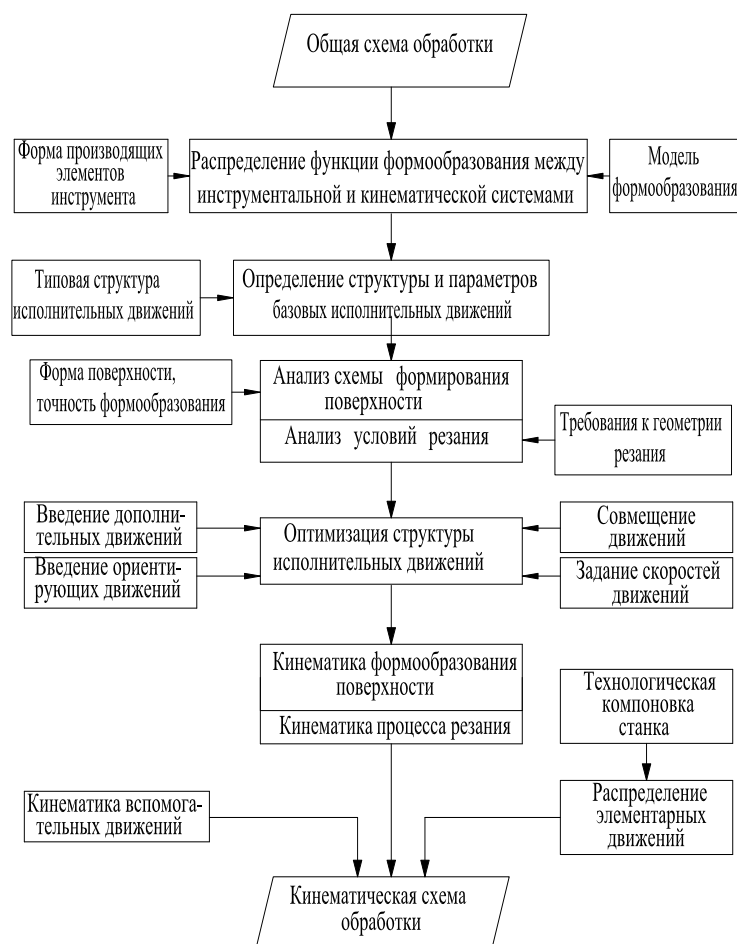 Общая схема обработки
Форма производящих
элементов
инструмента
Распределение функции формообразования между
инструментальной и кинематической системами
Модель
формообразования
Типовая структура
исполнительных движений
Определение структуры и параметров
базовых исполнительных движений
Форма поверхности,
точность формообразования
Анализ схемы формирования
поверхности
Анализ условий резания
Требования к геометрии
резания
Введение дополни-
тельных движений
Введение ориенти-
рующих движений
Оптимизация структуры
исполнительных движений
Совмещение
движений
Задание скоростей
движений
Кинематика формообразования
поверхности
Кинематика процесса резания
Технологическая
компоновка
станка
Кинематика вспомога-
ательных движений
Распределение
элементарных
движений
Кинематическая схема
обработки